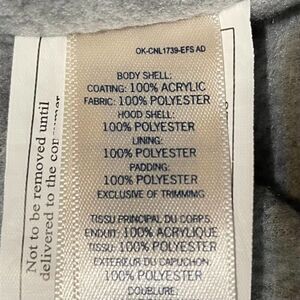 OK-CNL1739-EFS AD
BODY SHELL:
COATING: 100% ACRYLIC
FABRIC: 100% POLYESTER
HOOD SHELL:
100% POLYESTER
LINING:
100% POLYESTER
PADDING:
100% POLYESTER
EXCLUSIVE OF TRIMMIMG
TISSU PRINCIPAL DU CORPS
ENDUIT: 100% ACRYLIQUE
TISSU: 100% POLYESTER
EXTERIEUR DU CAPUCHON
100% POLYESTER
DOUBLURE:
Not to be removed until
delivered to the